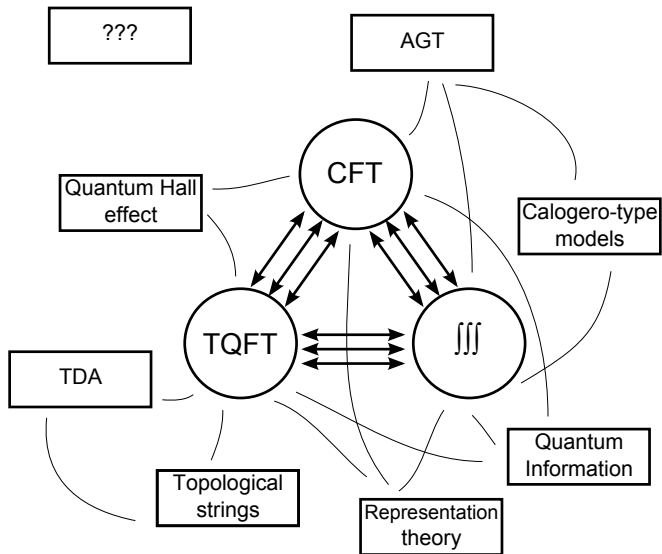 ???
AGT
CFT
Quantum Hall
effect
Calogero-type
models
TQFT
∫∫∫
TDA
Quantum
Information
Topological
strings
Representation
theory